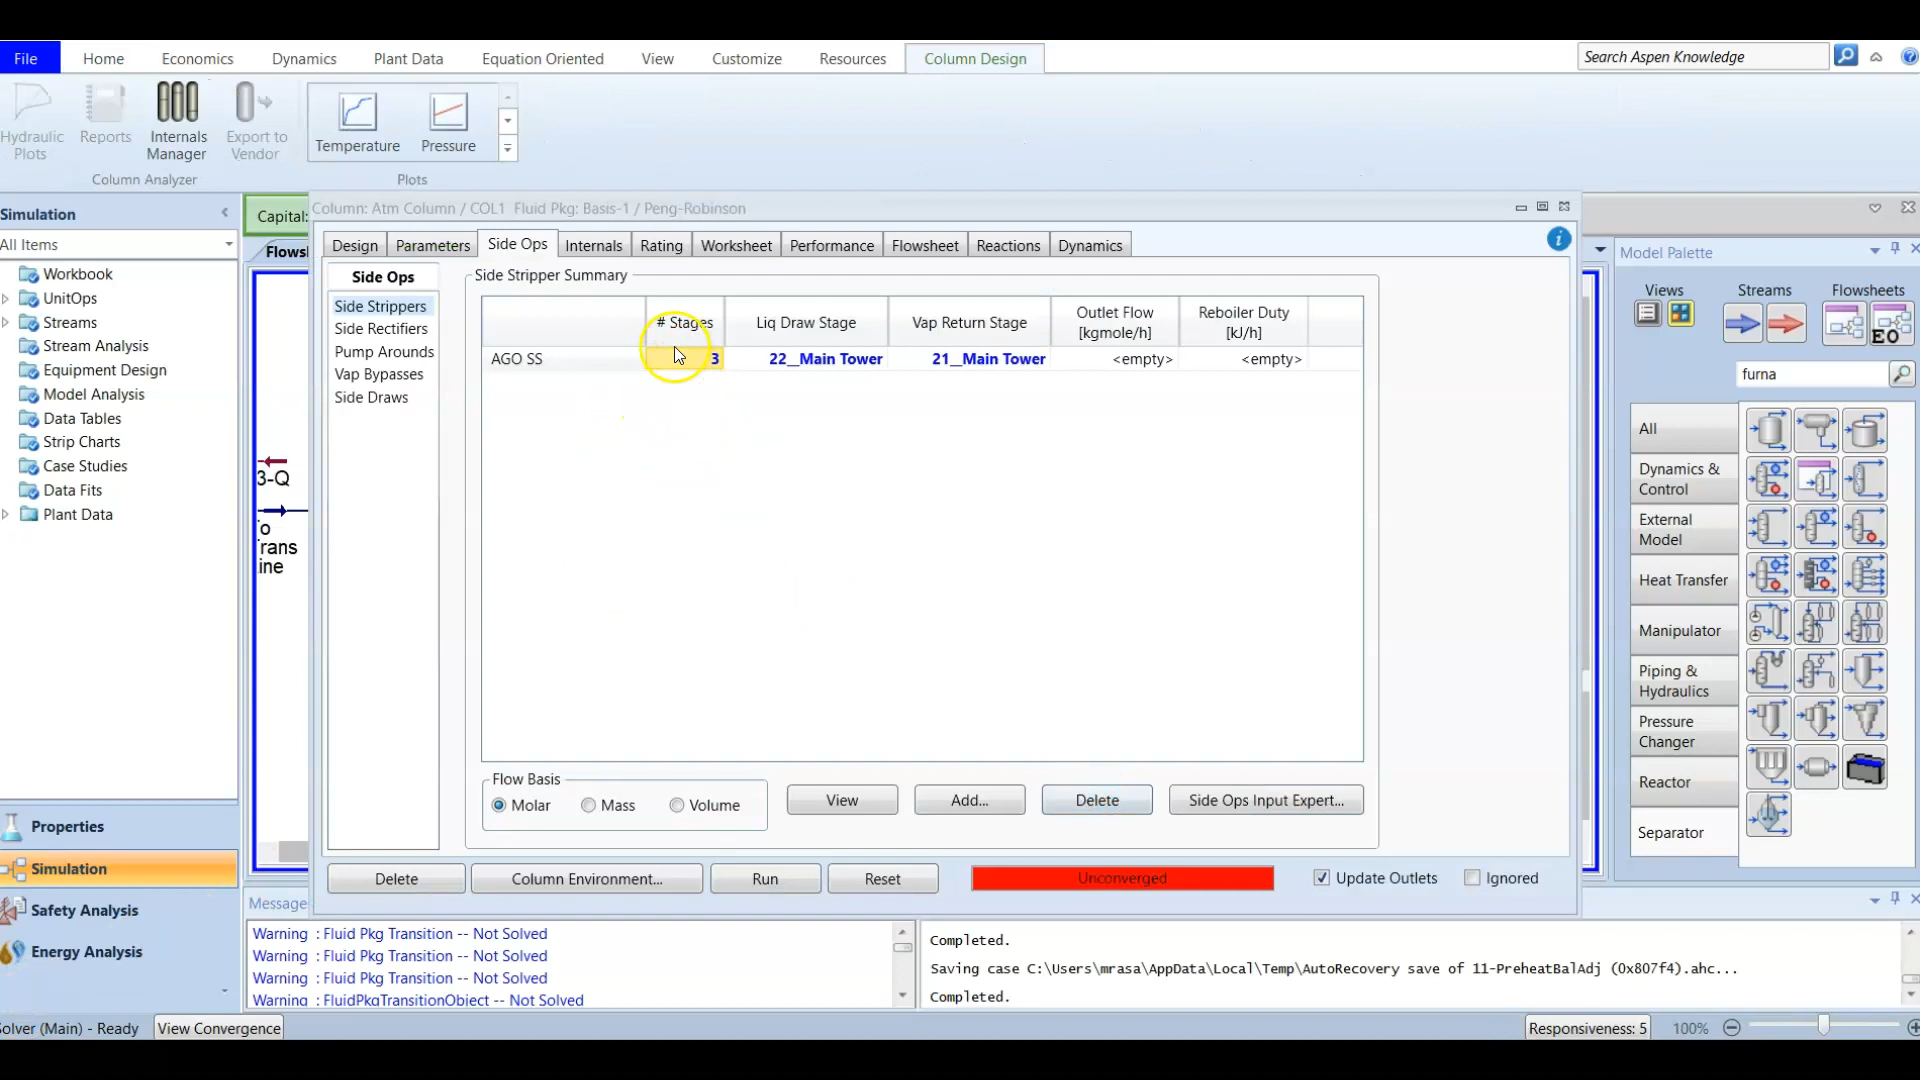 File Home Economics Dynamics Plant Data Equation Oriented View Customize Resources Column Design Search Aspen Knowledge
Hydraulic Plots
Reports
Internals Manager
Export to Vendor
Temperature
Pressure
Column Analyzer
Plots
Simulation
All Items
Workbook
UnitOps
Streams
Stream Analysis
Equipment Design
Model Analysis
Data Tables
Strip Charts
Case Studies
Data Fits
Plant Data
Properties
Simulation
Safety Analysis
Energy Analysis
Capital:
Flowsh
3-Q
Column: Atm Column / COL1 Fluid Pkg: Basis-1 / Peng-Robinson
Design Parameters Side Ops Internals Rating Worksheet Performance Flowsheet Reactions Dynamics
Side Ops
Side Strippers
Side Rectifiers
Pump Arounds
Vap Bypasses
Side Draws
Side Stripper Summary
# Stages Liq Draw Stage Vap Return Stage Outlet Flow [kgmole/h] Reboiler Duty [kJ/h]
AGO SS 3 22__Main Tower 21__Main Tower <empty> <empty>
Flow Basis
Molar Mass Volume
View Add... Delete Side Ops Input Expert...
Delete Column Environment... Run Reset Unconverged Update Outlets Ignored
Model Palette
Views Streams Flowsheets
EO
furna
All
Dynamics & Control
External Model
Heat Transfer
Manipulator
Piping & Hydraulics
Pressure Changer
Reactor
Separator
Message
Warning : Fluid Pkg Transition -- Not Solved
Warning : Fluid Pkg Transition -- Not Solved
Warning : Fluid Pkg Transition -- Not Solved
Warning : FluidPkgTransitionObject -- Not Solved
Completed.
Saving case C:\Users\mrasa\AppData\Local\Temp\AutoRecovery save of 11-PreheatBalAdj (0x807f4).ahc...
Completed.
Solver (Main) - Ready View Convergence Responsiveness: 5 100%